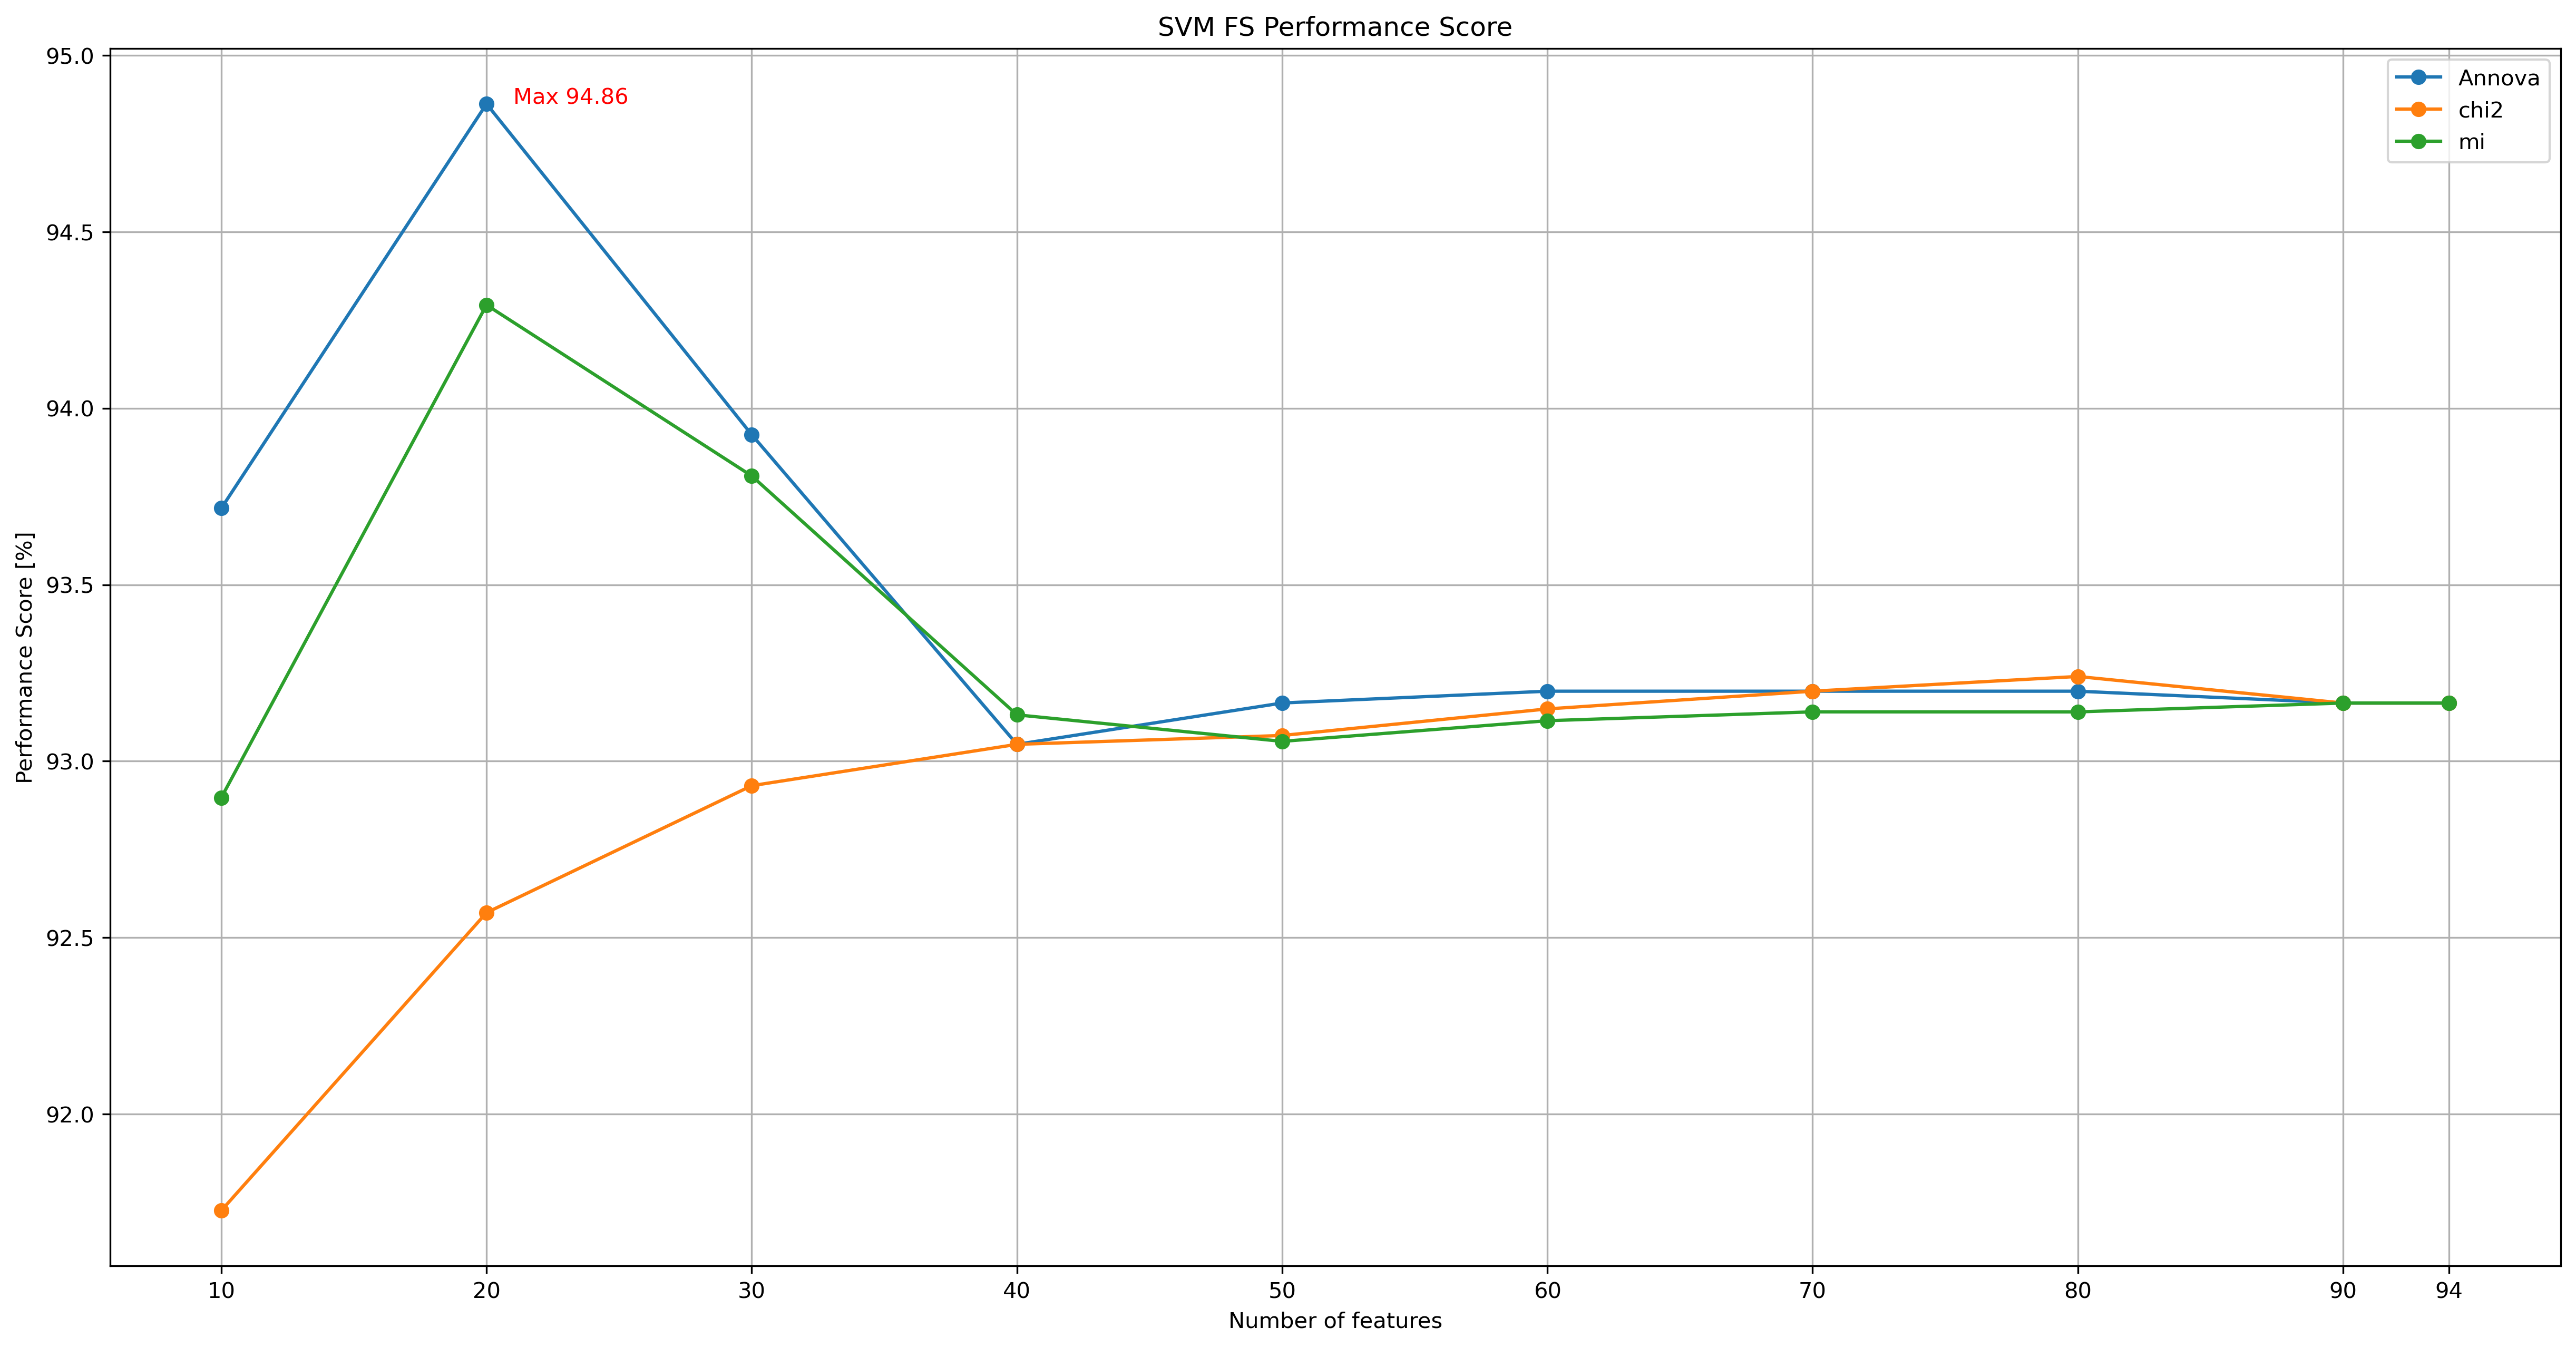 SVM FS Performance Score
95.0
94.5
94.0
93.5
93.0
92.5
92.0
Performance Score [%]
Max 94.86
Annova
chi2
mi
10 20 30 40 50 60 70 80 90 94
Number of features